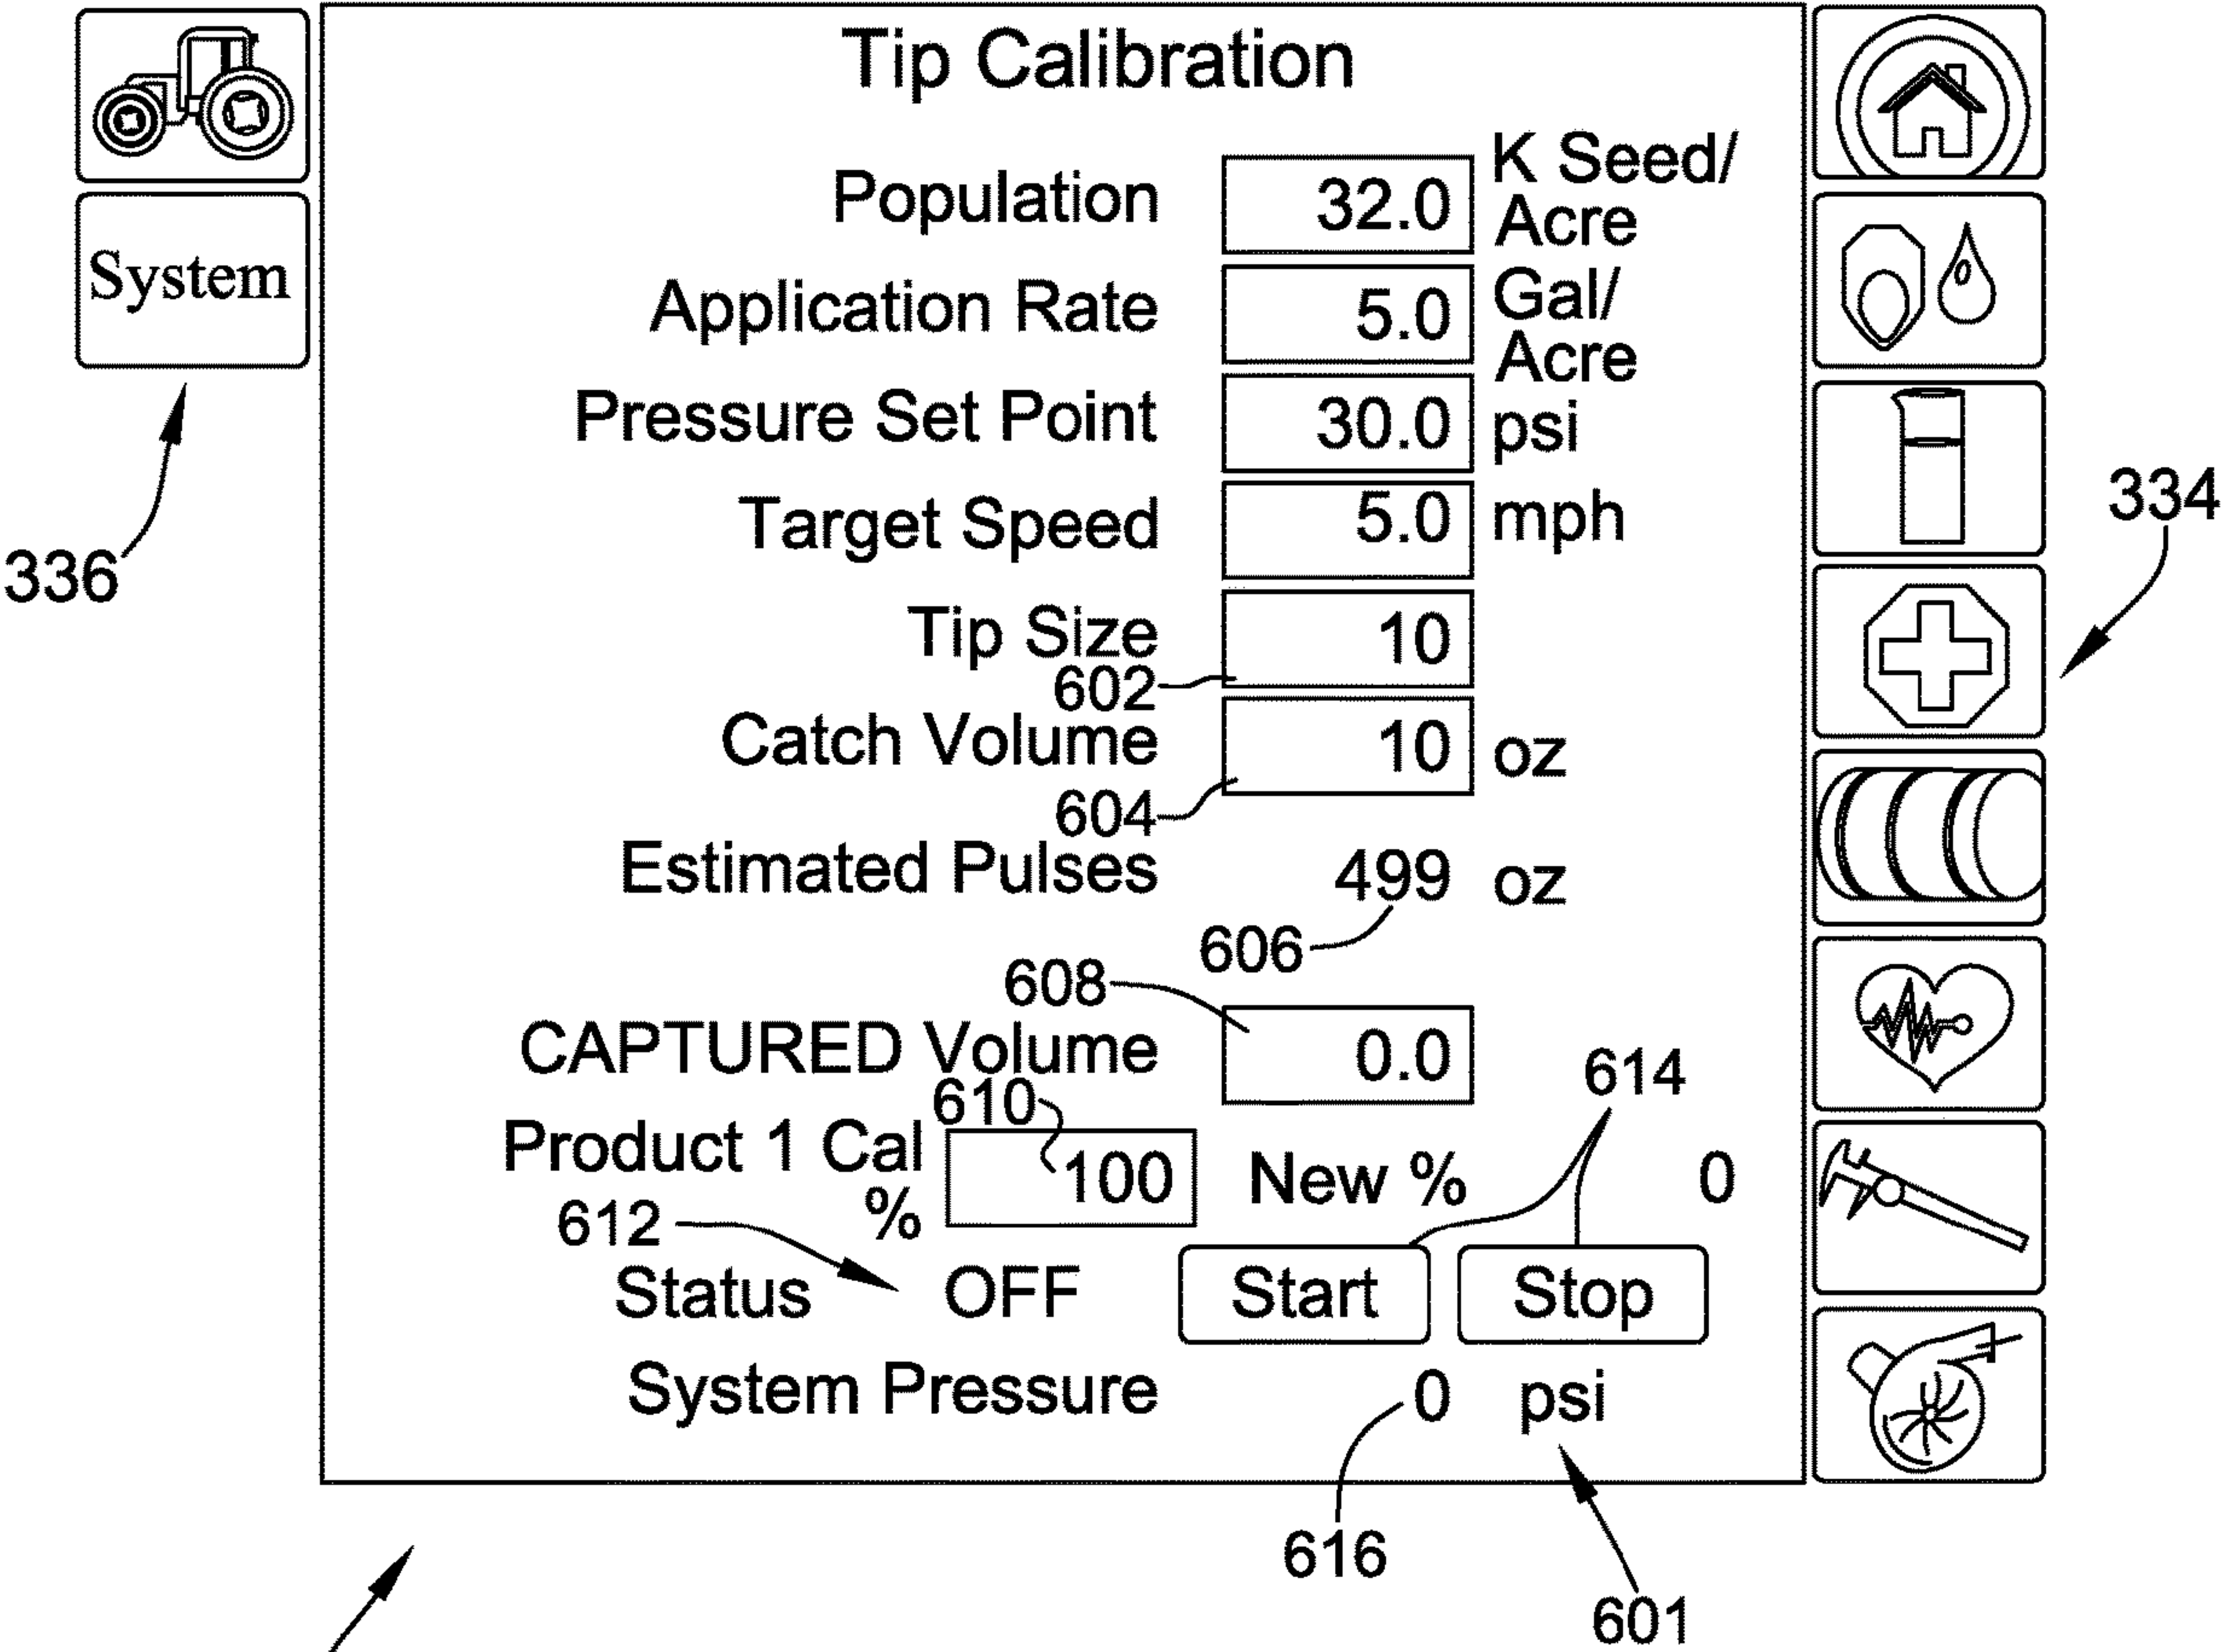 Tip Calibration
System
336
Population 32.0 K Seed/
Acre
Application Rate 5.0 Gal/
Acre
Pressure Set Point 30.0 psi
Target Speed 5.0 mph
334
Tip Size 10
602
Catch Volume 10 oz
604
Estimated Pulses 499 oz
606
608
CAPTURED Volume 0.0
614
610
Product 1 Cal
% 100 New % 0
612
Status OFF Start Stop
System Pressure 0 psi
616
601